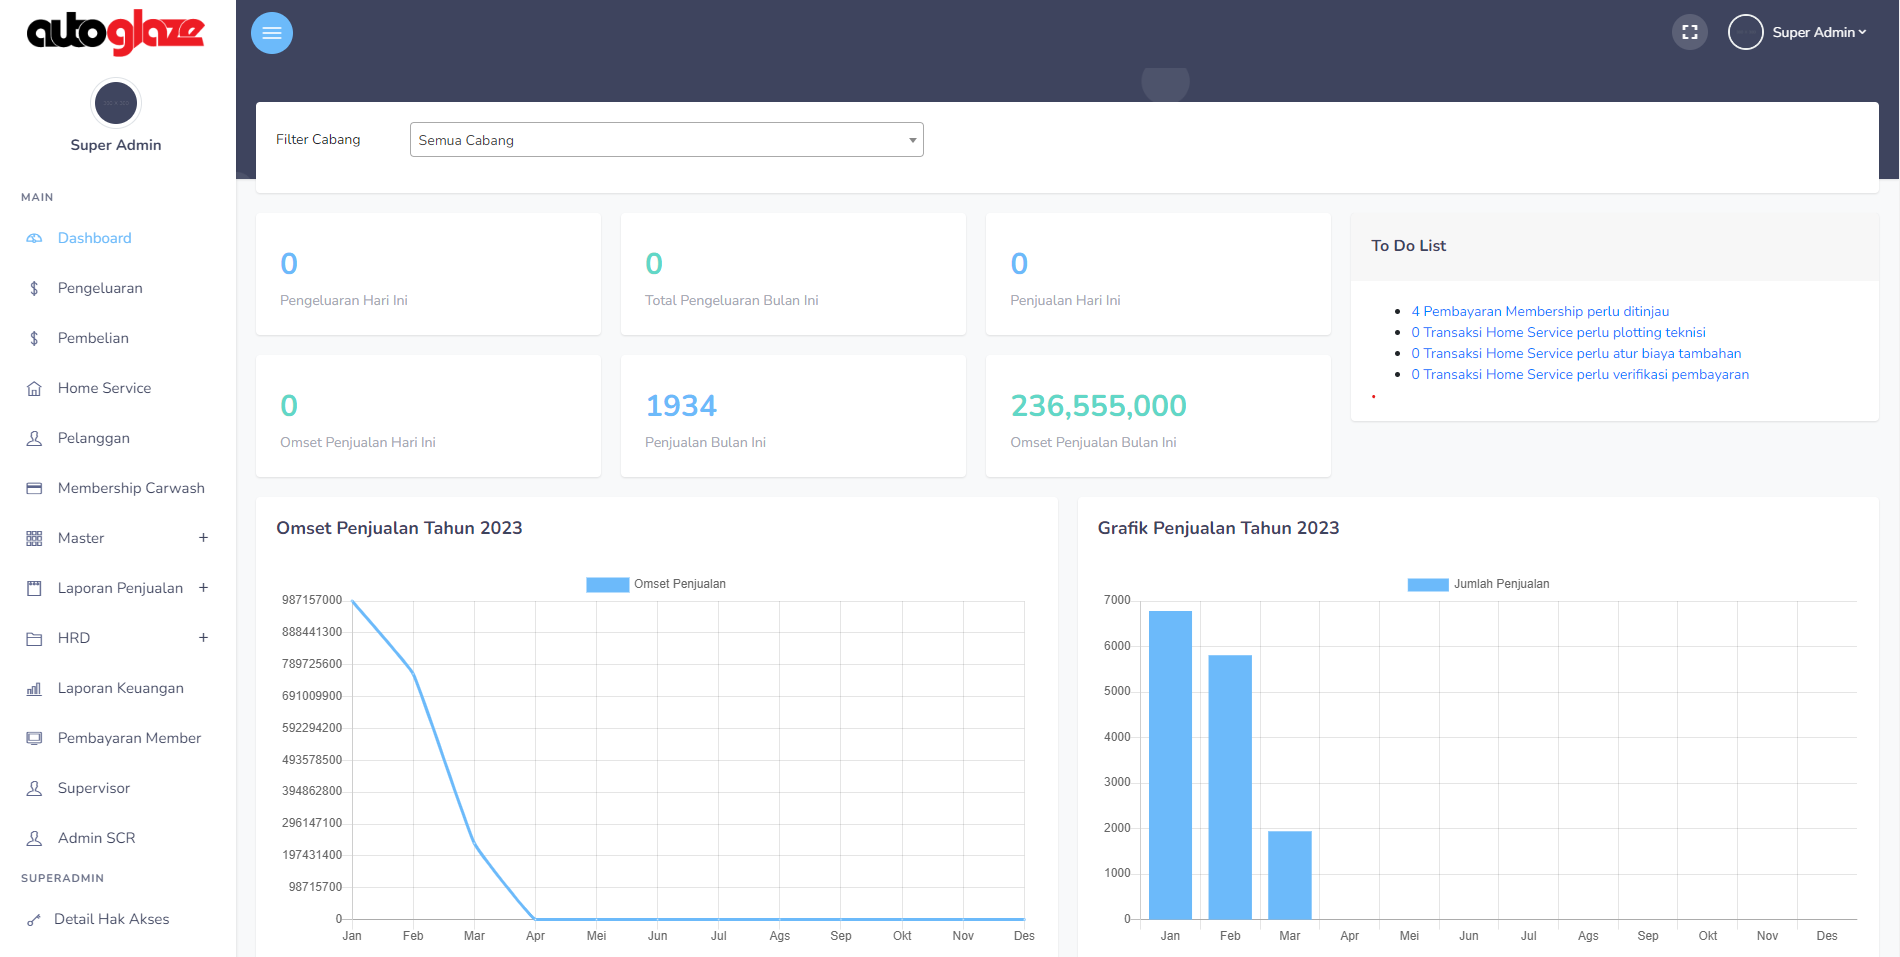 autoglaze
Super Admin
MAIN
Dashboard
Pengeluaran
Pembelian
Home Service
Pelanggan
Membership Carwash
Master +
Laporan Penjualan +
HRD +
Laporan Keuangan
Pembayaran Member
Supervisor
Admin SCR
SUPERADMIN
Detail Hak Akses
Super Admin
Filter Cabang
Semua Cabang
0
Pengeluaran Hari Ini
0
Total Pengeluaran Bulan Ini
0
Penjualan Hari Ini
0
Omset Penjualan Hari Ini
1934
Penjualan Bulan Ini
236,555,000
Omset Penjualan Bulan Ini
To Do List
4 Pembayaran Membership perlu ditinjau
0 Transaksi Home Service perlu plotting teknisi
0 Transaksi Home Service perlu atur biaya tambahan
0 Transaksi Home Service perlu verifikasi pembayaran
Omset Penjualan Tahun 2023
Omset Penjualan
987157000
888441300
789725600
691009900
592294200
493578500
394862800
296147100
197431400
98715700
0
Jan Feb Mar Apr Mei Jun Jul Ags Sep Okt Nov Des
Grafik Penjualan Tahun 2023
Jumlah Penjualan
7000
6000
5000
4000
3000
2000
1000
0
Jan Feb Mar Apr Mei Jun Jul Ags Sep Okt Nov Des